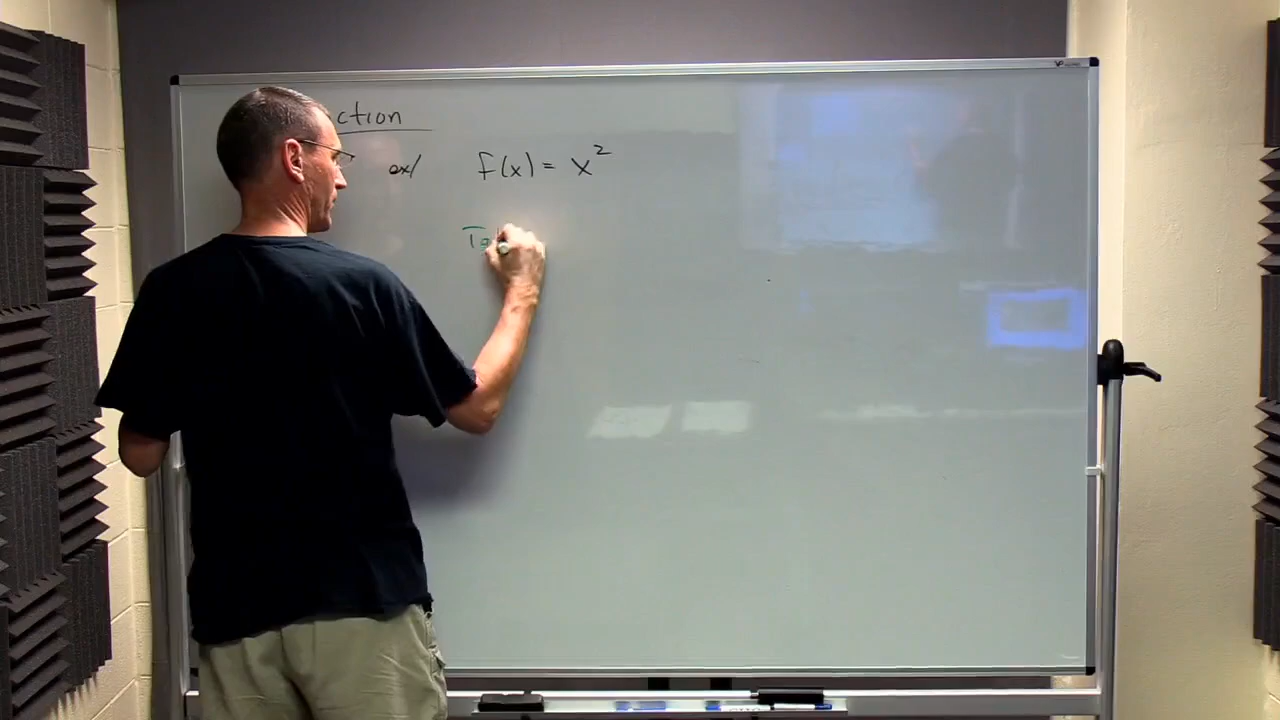 ction
ex/ f(x) = x²